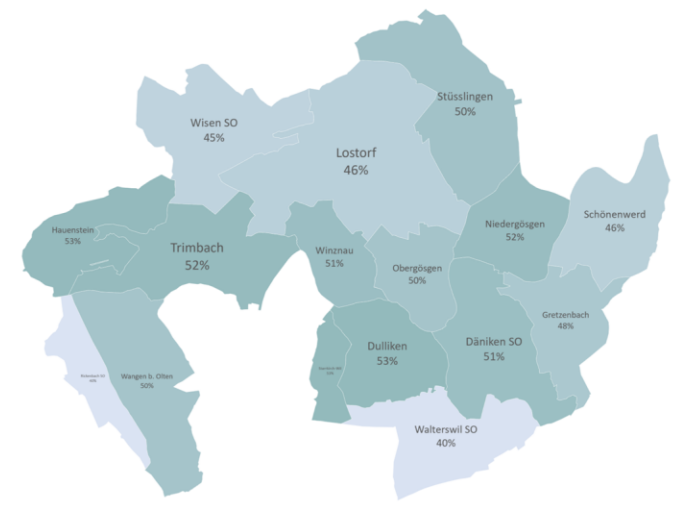 Stüsslingen
50%
Wisen SO
45%
Lostorf
46%
Schönenwerd
46%
Hauenstein
53%
Trimbach
52%
Winznau
51%
Niedergösgen
52%
Obergösgen
50%
Gretzenbach
48%
Dulliken
53%
Däniken SO
51%
Wangen b. Olten
50%
Walterswil SO
40%